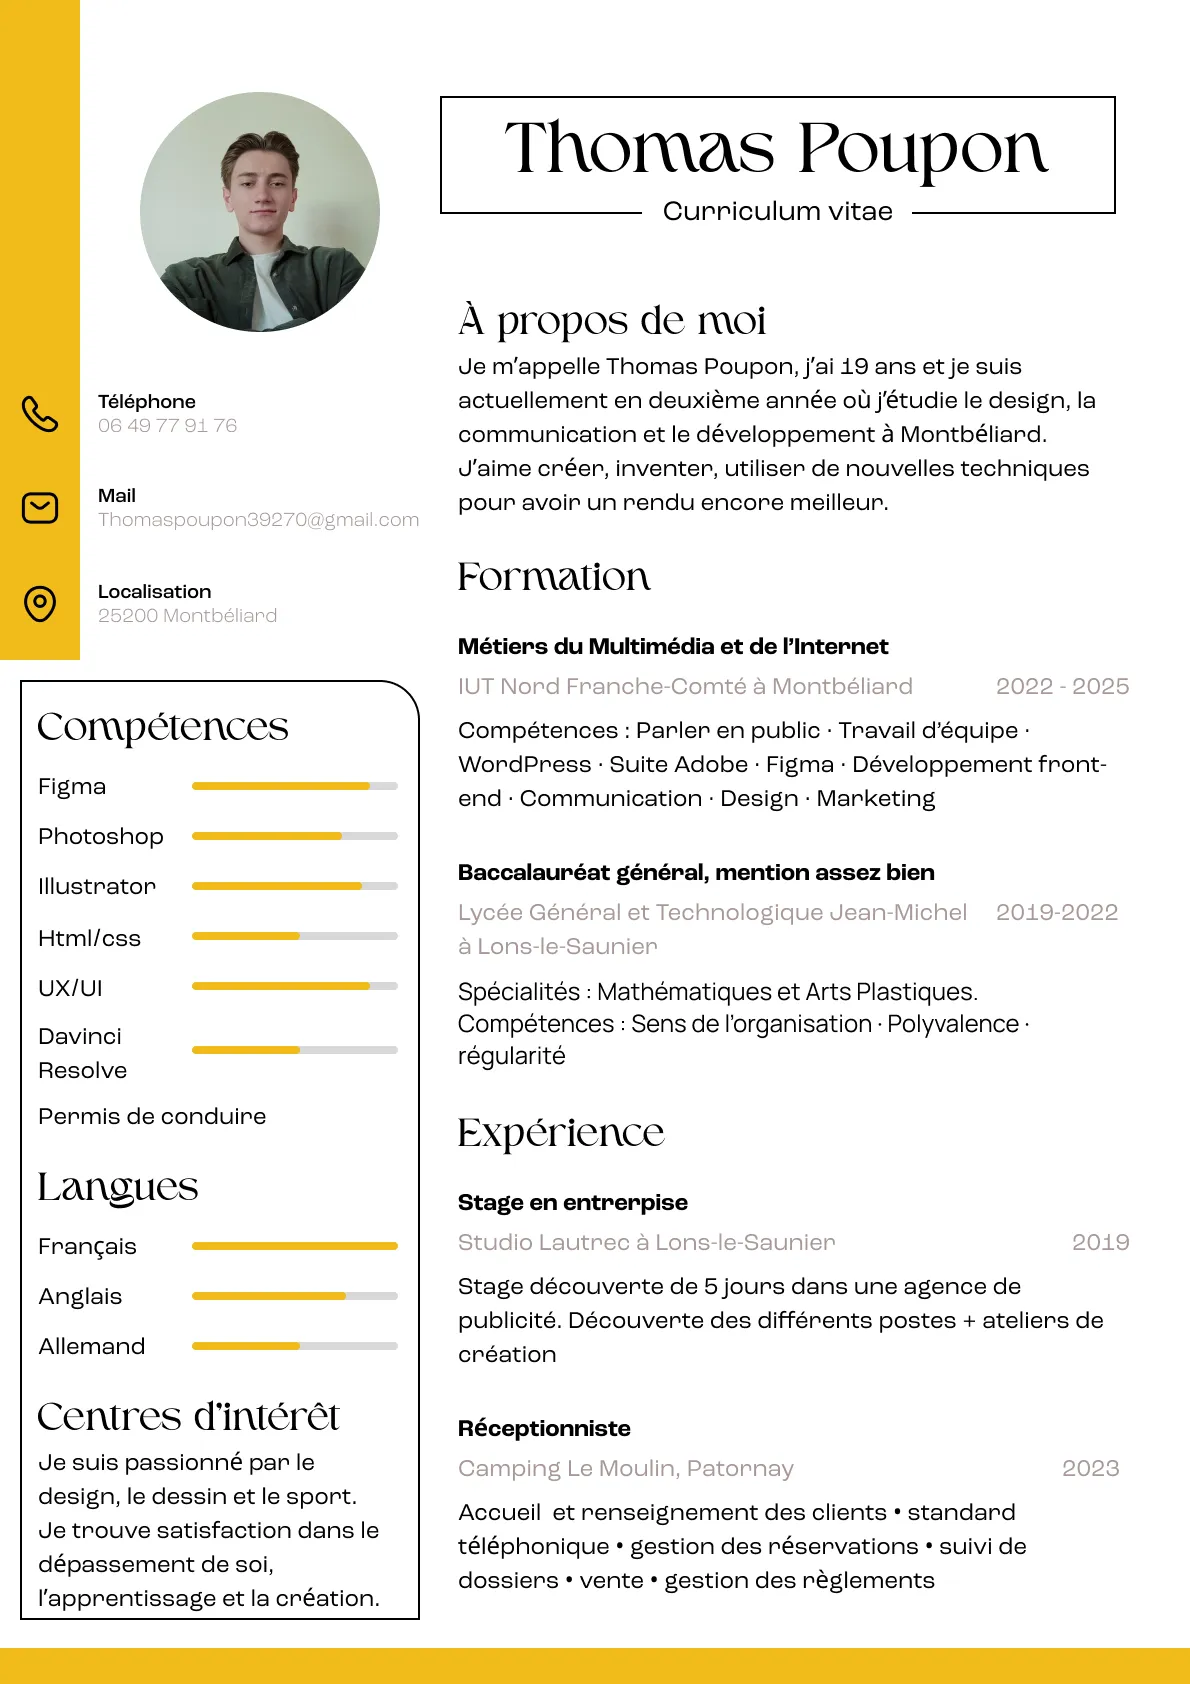 Thomas Poupon
Curriculum vitae
Téléphone
06 49 77 91 76
Mail
Thomaspoupon39270@gmail.com
Localisation
25200 Montbéliard
Compétences
Figma
Photoshop
Illustrator
Html/css
UX/UI
Davinci
Resolve
Permis de conduire
Langues
Français
Anglais
Allemand
Centres d'intérêt
Je suis passionné par le
design, le dessin et le sport.
Je trouve satisfaction dans le
dépassement de soi,
l'apprentissage et la création.
À propos de moi
Je m'appelle Thomas Poupon, j'ai 19 ans et je suis
actuellement en deuxième année où j'étudie le design, la
communication et le développement à Montbéliard.
J'aime créer, inventer, utiliser de nouvelles techniques
pour avoir un rendu encore meilleur.
Formation
Métiers du Multimédia et de l'Internet
IUT Nord Franche-Comté à Montbéliard 2022 - 2025
Compétences : Parler en public · Travail d'équipe ·
WordPress · Suite Adobe · Figma · Développement front-
end · Communication · Design · Marketing
Baccalauréat général, mention assez bien
Lycée Général et Technologique Jean-Michel 2019-2022
à Lons-le-Saunier
Spécialités : Mathématiques et Arts Plastiques.
Compétences : Sens de l'organisation · Polyvalence ·
régularité
Expérience
Stage en entrerpise
Studio Lautrec à Lons-le-Saunier 2019
Stage découverte de 5 jours dans une agence de
publicité. Découverte des différents postes + ateliers de
création
Réceptionniste
Camping Le Moulin, Patornay 2023
Accueil  et renseignement des clients • standard
téléphonique • gestion des réservations • suivi de
dossiers • vente • gestion des règlements